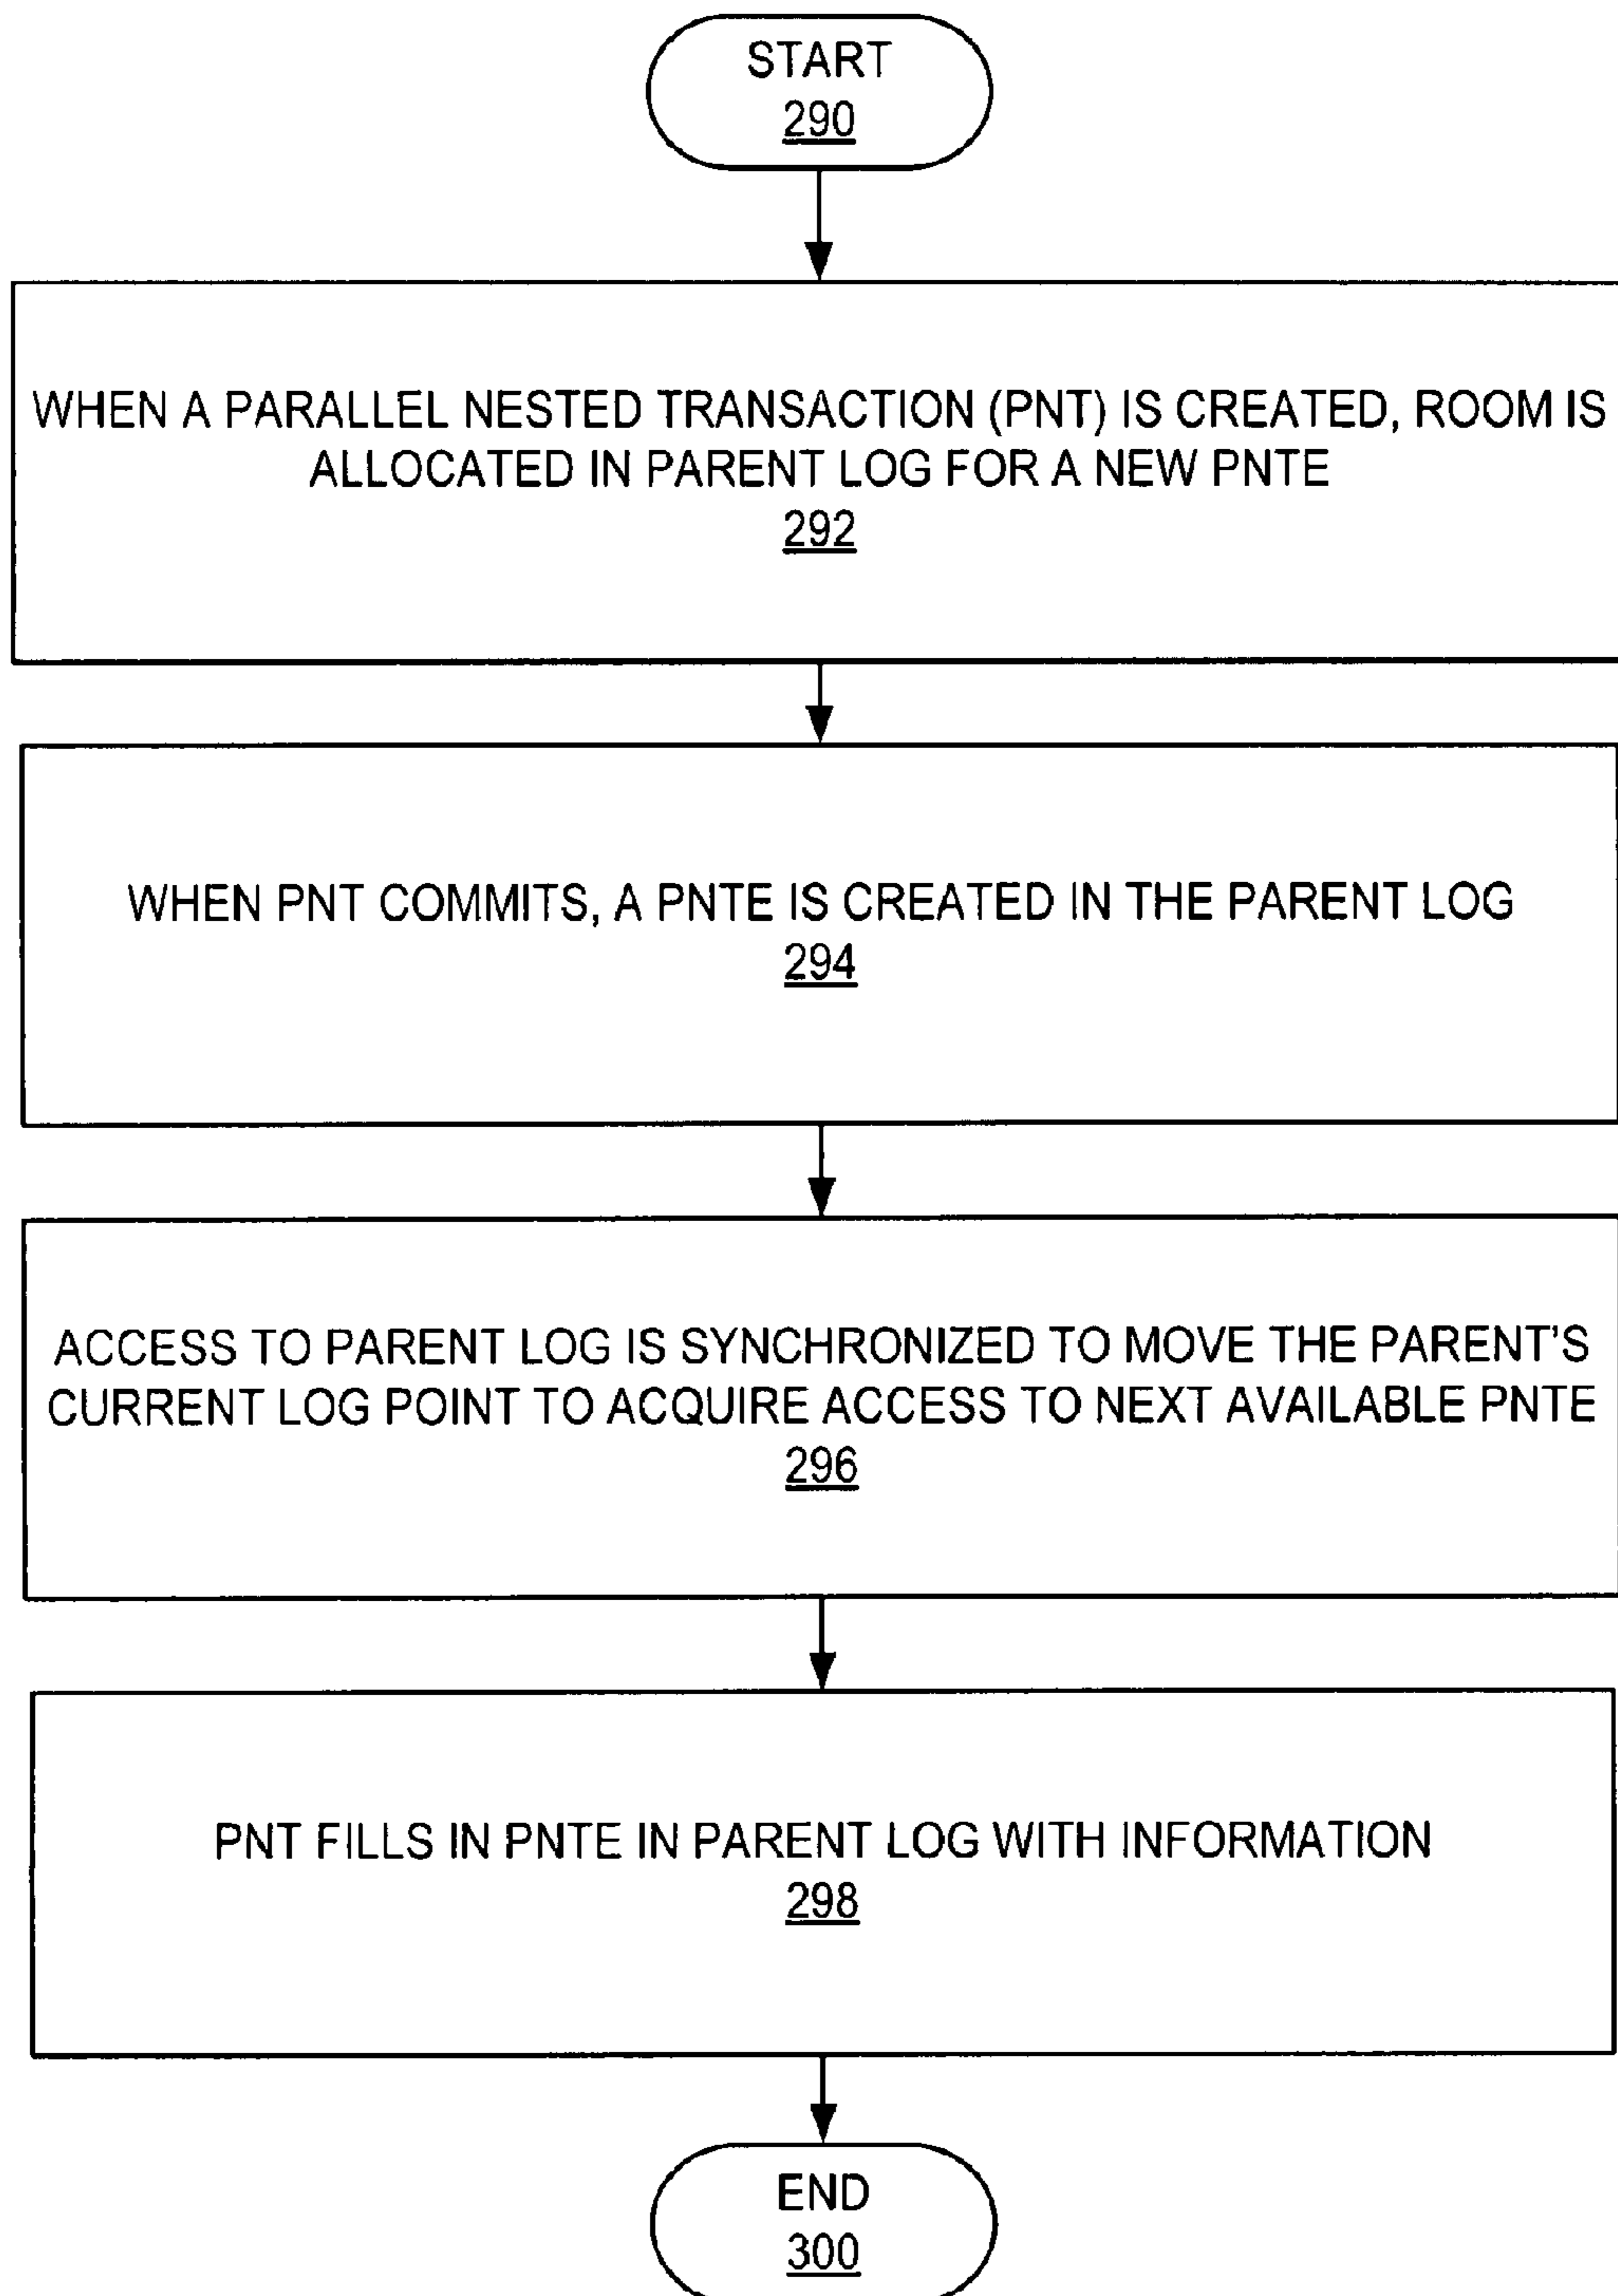 START
290
WHEN A PARALLEL NESTED TRANSACTION (PNT) IS CREATED, ROOM IS
ALLOCATED IN PARENT LOG FOR A NEW PNTE
292
WHEN PNT COMMITS, A PNTE IS CREATED IN THE PARENT LOG
294
ACCESS TO PARENT LOG IS SYNCHRONIZED TO MOVE THE PARENT'S
CURRENT LOG POINT TO ACQUIRE ACCESS TO NEXT AVAILABLE PNTE
296
PNT FILLS IN PNTE IN PARENT LOG WITH INFORMATION
298
END
300